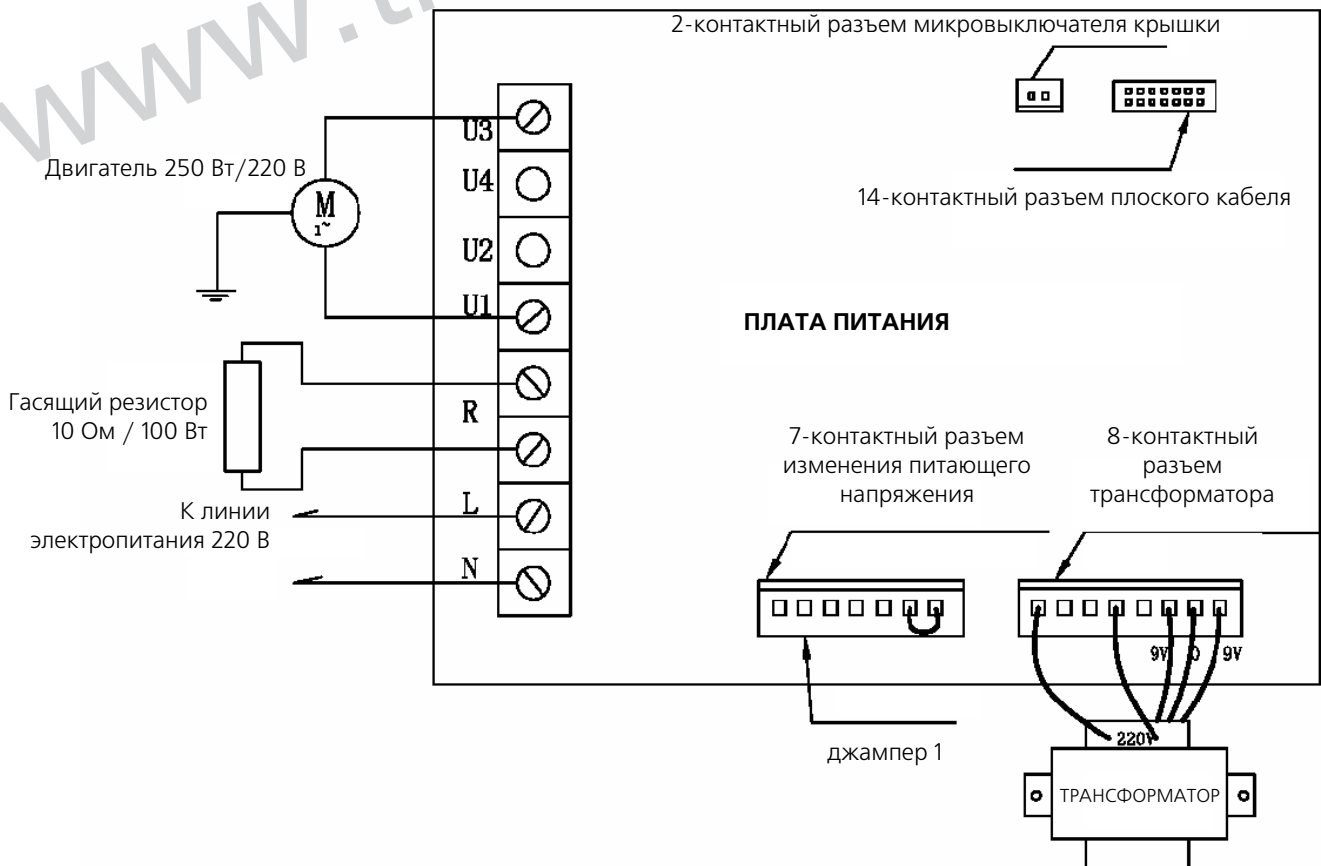 www.t
2-контактный разъем микровыключателя крышки
U3
Двигатель 250 Вт/220 В
U4
14-контактный разъем плоского кабеля
M
1~
U2
U1
ПЛАТА ПИТАНИЯ
Гасящий резистор
10 Ом / 100 Вт
R
7-контактный разъем
изменения питающего
напряжения
8-контактный
разъем
трансформатора
К линии
электропитания 220 В
L
N
9V 0 9V
220V
джампер 1
ТРАНСФОРМАТОР